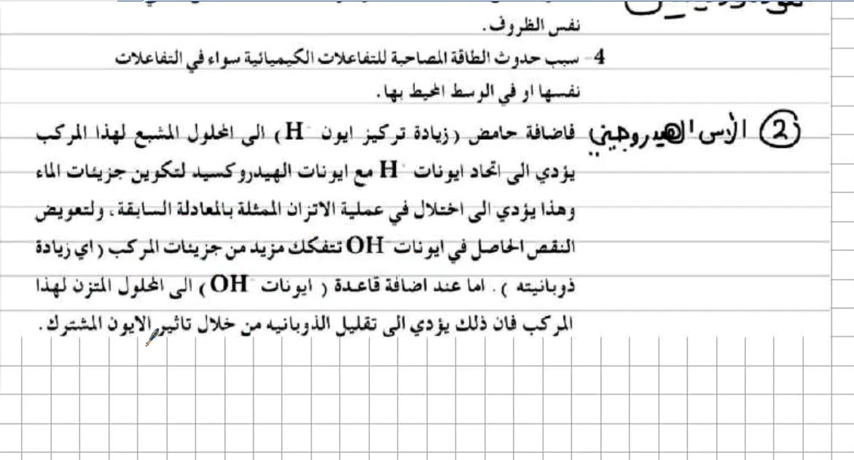 نفس الظروف.
4- سبب حدوث الطاقة المصاحبة للتفاعلات الكيميائية سواء في التفاعلات
نفسها او في الوسط المحيط بها.
② الأس الهيدروجيني فاضافة حامض (زيادة تركيز ايون H⁻) الى المحلول المشبع لهذا المركب
يؤدي الى اتحاد ايونات H⁻ مع ايونات الهيدروكسيد لتكوين جزيئات الماء
وهذا يؤدي الى اختلال في عملية الاتزان الممثلة بالمعادلة السابقة، ولتعويض
النقص الحاصل في ايونات OH⁻ تتفكك مزيد من جزيئات المركب (اي زيادة
ذوبانيته). اما عند اضافة قاعدة (ايونات OH⁻) الى المحلول المتزن لهذا
المركب فان ذلك يؤدي الى تقليل الذوبانيه من خلال تاثير الايون المشترك.